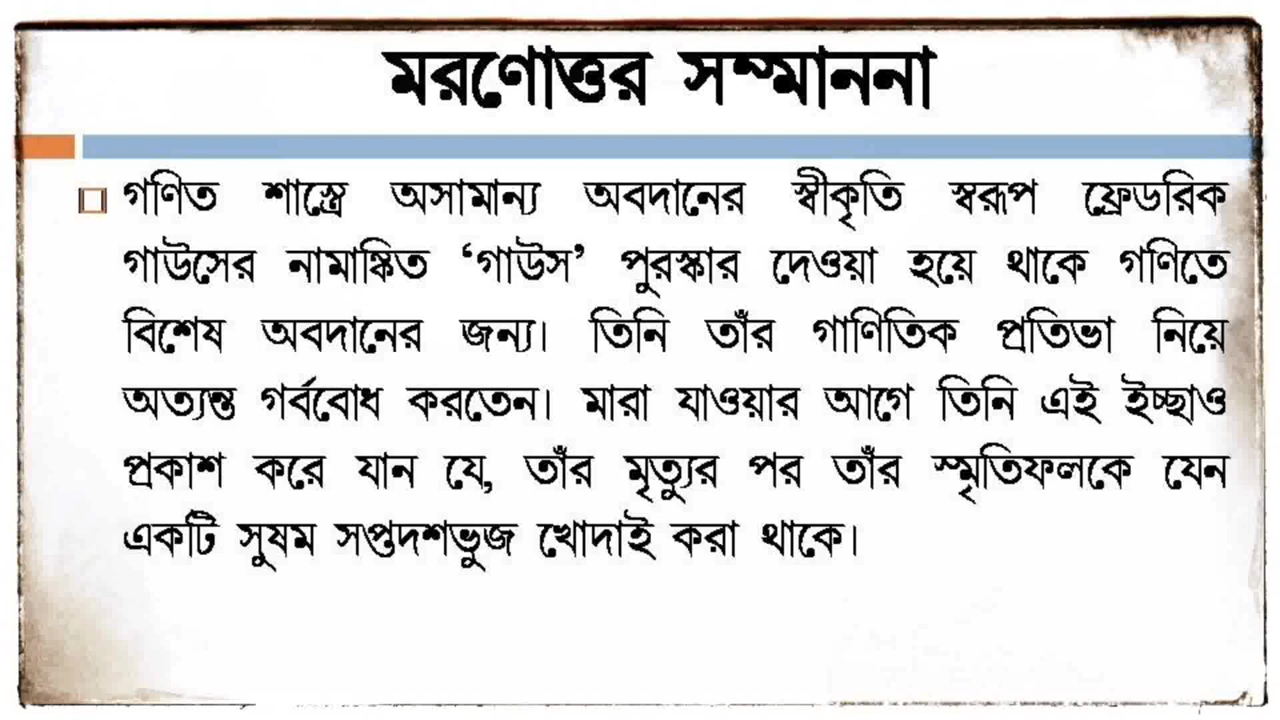 মরণোত্তর সম্মাননা
গণিত শাস্ত্রে অসামান্য অবদানের স্বীকৃতি স্বরূপ ফ্রেডরিক
গাউসের নামাঙ্কিত ‘গাউস’ পুরস্কার দেওয়া হয়ে থাকে গণিতে
বিশেষ অবদানের জন্য। তিনি তাঁর গাণিতিক প্রতিভা নিয়ে
অত্যন্ত গর্ববোধ করতেন। মারা যাওয়ার আগে তিনি এই ইচ্ছাও
প্রকাশ করে যান যে, তাঁর মৃত্যুর পর তাঁর স্মৃতিফলকে যেন
একটি সুষম সপ্তদশভুজ খোদাই করা থাকে।